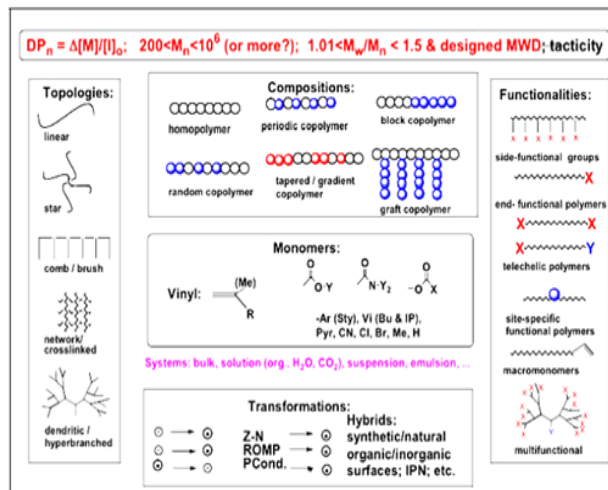 DPn = Δ[M]/[I]o; 200<Mn<10^6 (or more?); 1.01<Mw/Mn < 1.5 & designed MWD; tacticity
Topologies:
linear
star
comb / brush
network/
crosslinked
dendritic /
hyperbranched
Compositions:
homopolymer
periodic copolymer
block copolymer
random copolymer
tapered / gradient
copolymer
graft copolymer
Monomers:
Vinyl:
(Me)
R
O
O-Y
O
N-Y2
O
-O X
-Ar (Sty), Vi (Bu & IP),
Pyr, CN, Cl, Br, Me, H
Systems: bulk, solution (org., H2O, CO2), suspension, emulsion, ...
Transformations:
Z-N
ROMP
PCond.
Hybrids:
synthetic/natural
organic/inorganic
surfaces; IPN; etc.
Functionalities:
X X X X X X
side-functional groups
X
end- functional polymers
X X
X Y
telechelic polymers
site-specific
functional polymers
macromonomers
Y
multifunctional